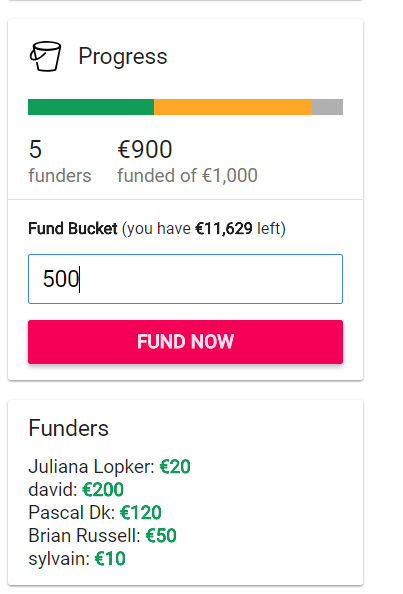 Progress
5
funders
€900
funded of €1,000
Fund Bucket (you have €11,629 left)
500
FUND NOW
Funders
Juliana Lopker: €20
david: €200
Pascal Dk: €120
Brian Russell: €50
sylvain: €10